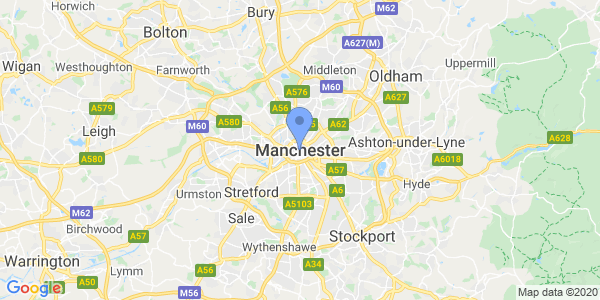 Horwich
Bury
M62
Bolton
A627(M)
Wigan
Westhoughton
Farnworth
Middleton
Oldham
Uppermill
M60
A576
A579
A56
A627
Leigh
M60
A580
A62
A628
A580
Manchester
Ashton-under-Lyne
A6018
A57
Urmston
Stretford
A6
Hyde
M62
A5103
Birchwood
A57
Sale
Stockport
Wythenshawe
Warrington
Lymm
A56
A34
A50
M56
Google
Map data ©2020